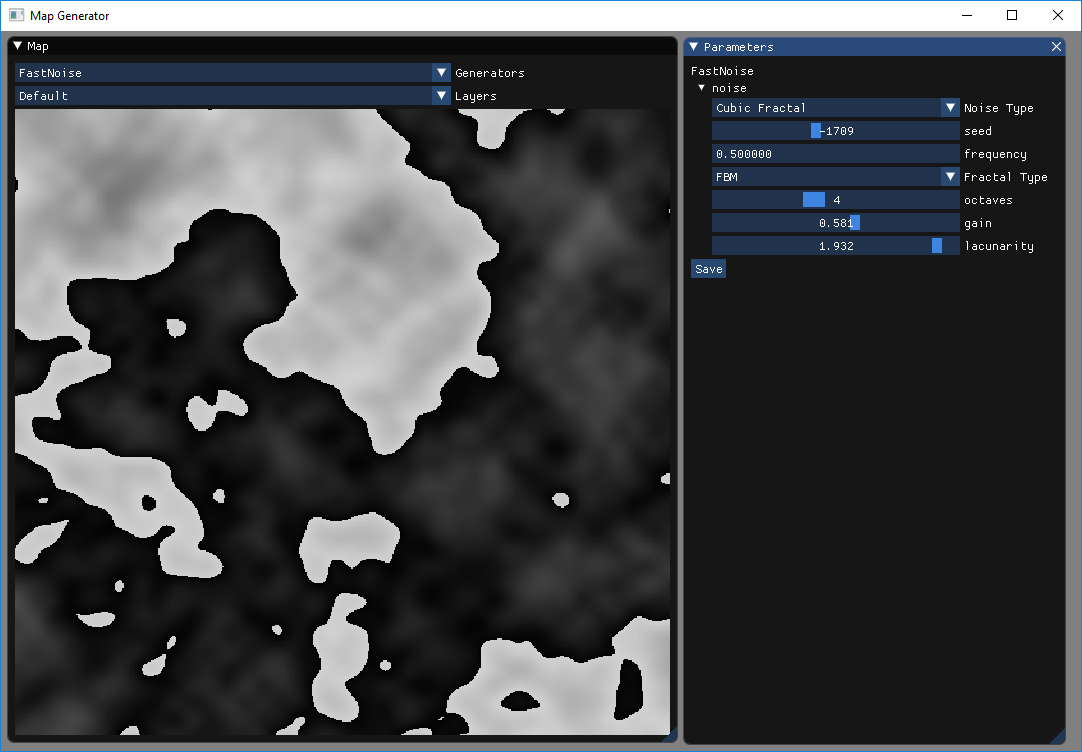 Map Generator
Map
FastNoise Generators
Default Layers
Parameters
FastNoise
noise
Cubic Fractal Noise Type
-1709 seed
0.500000 frequency
FBM Fractal Type
4 octaves
0.581 gain
1.932 lacunarity
Save